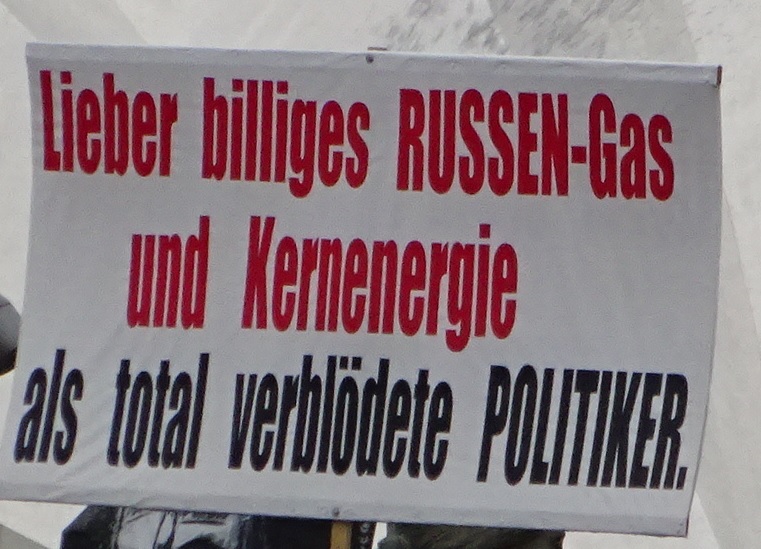 Lieber billiges RUSSEN-Gas
und Kernenergie
als total verblödete POLITIKER.